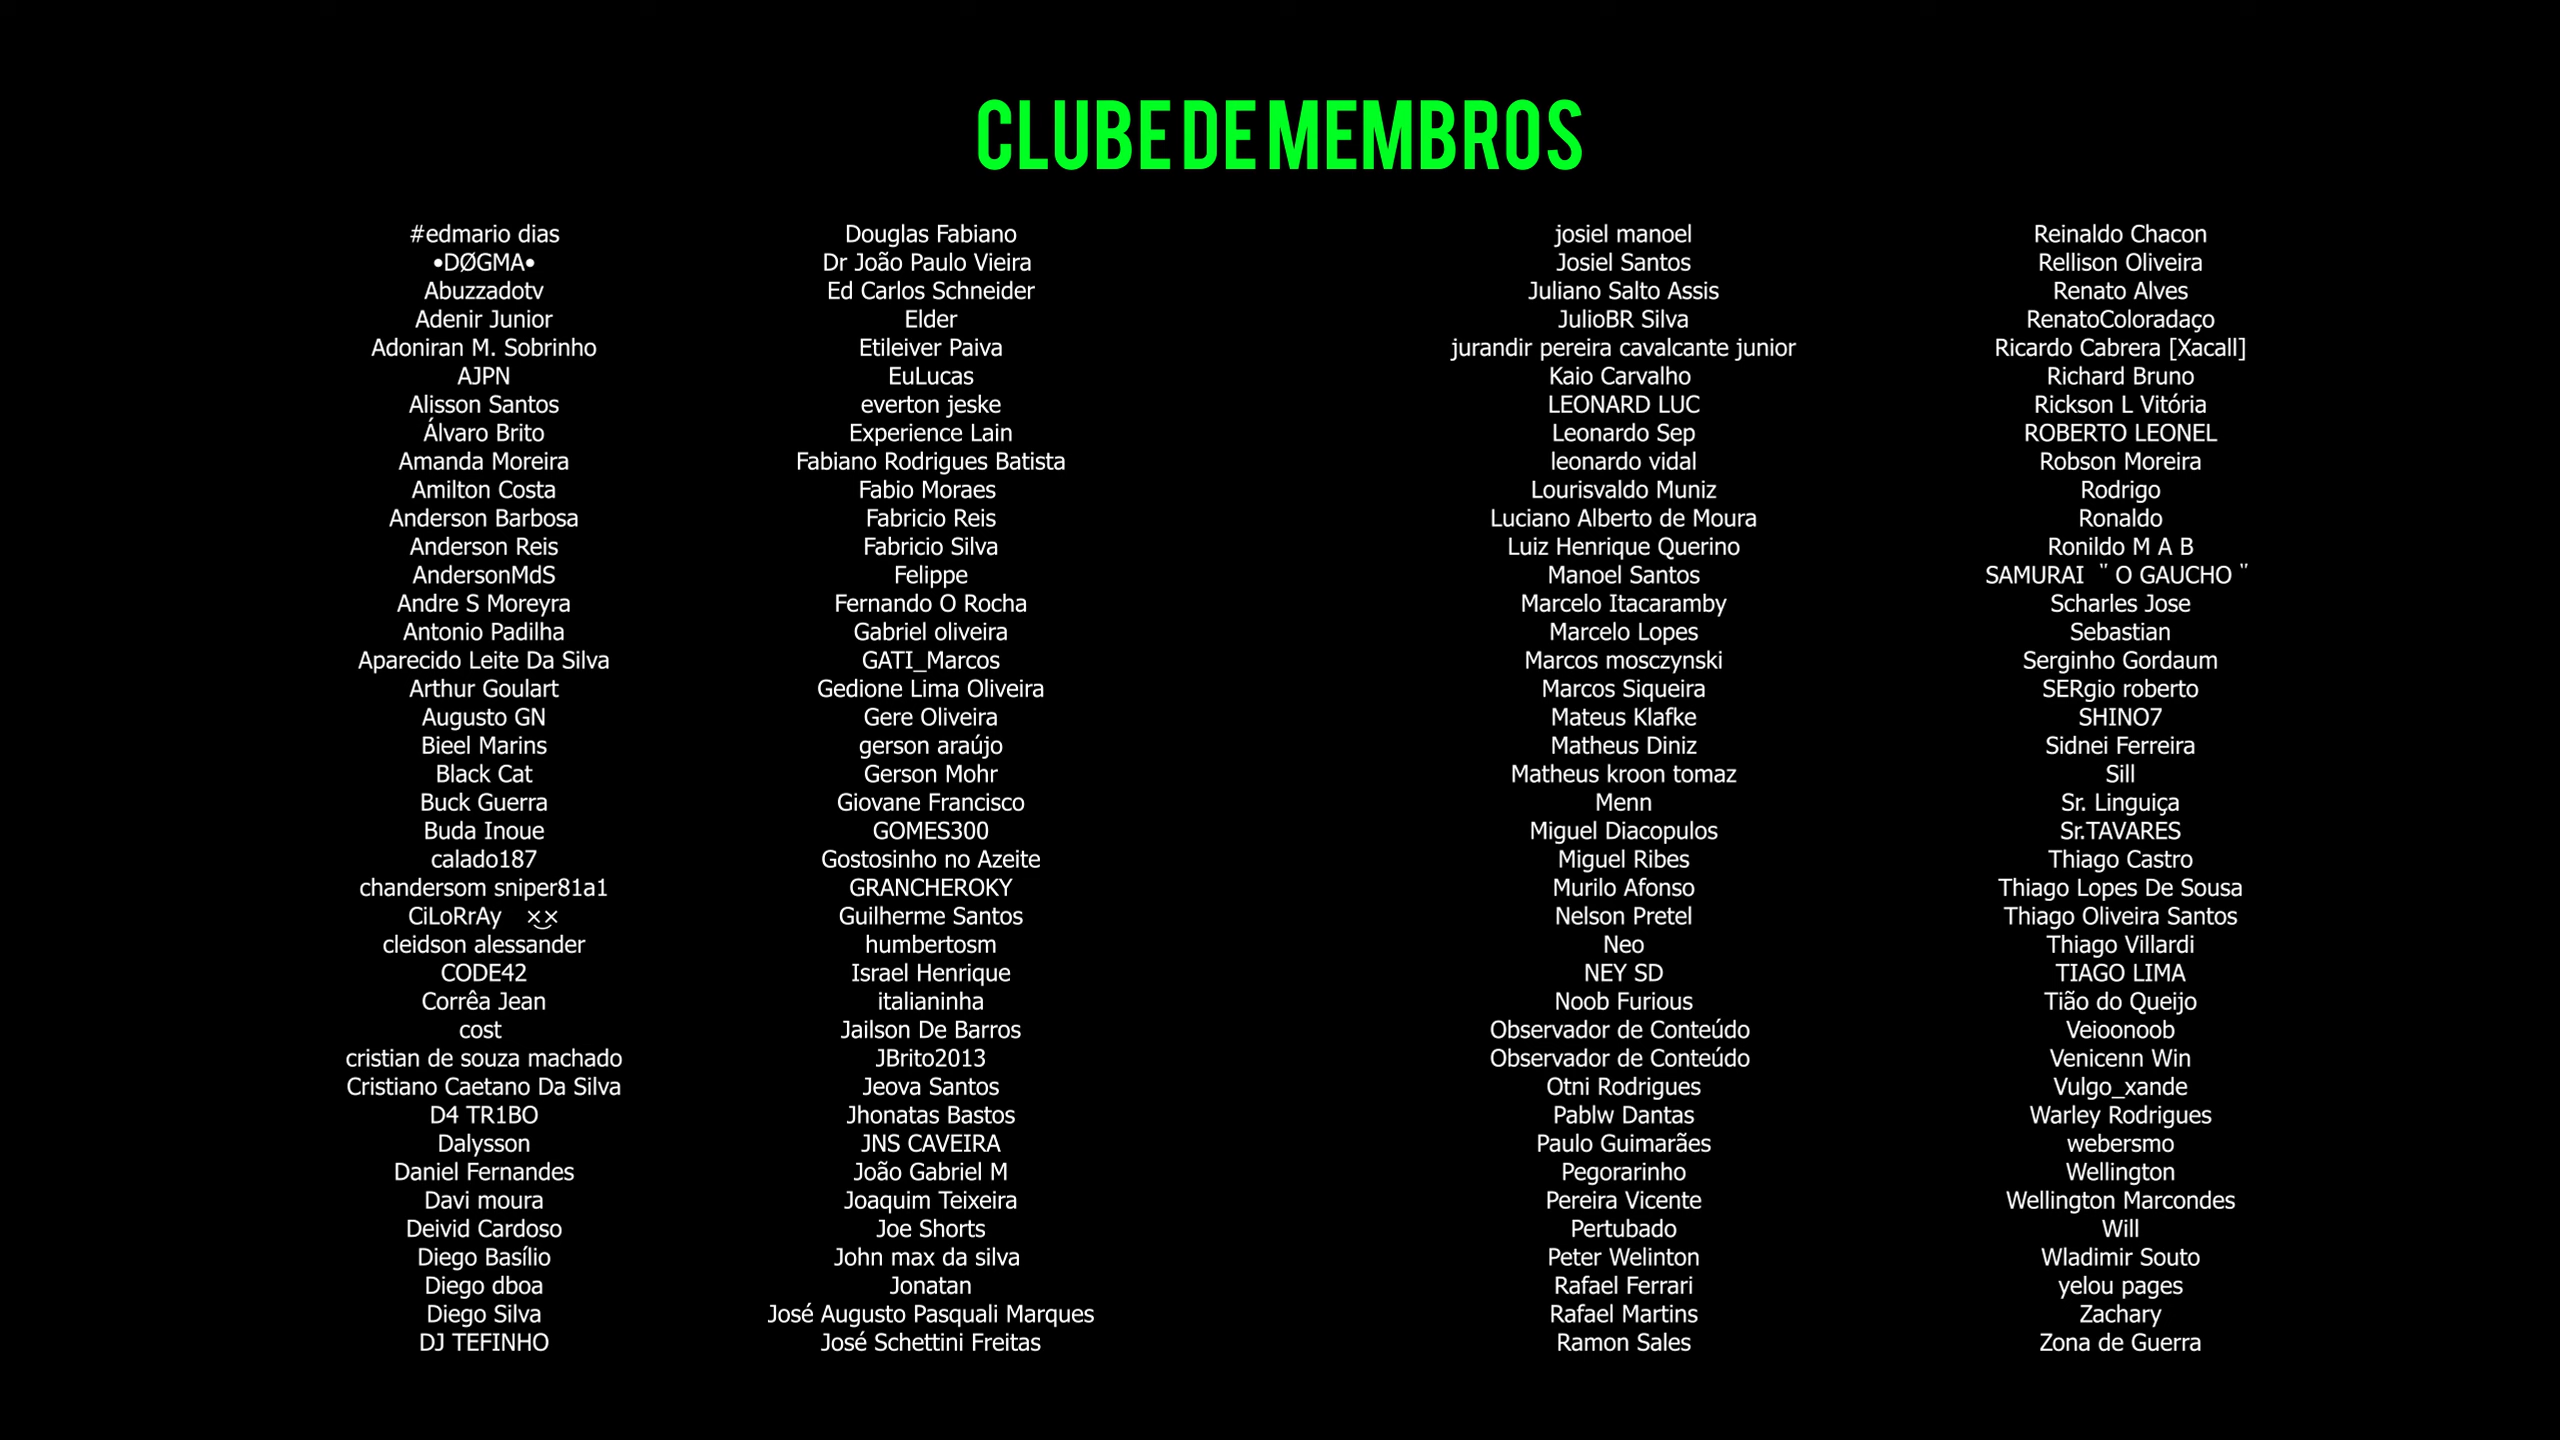 CLUBE DE MEMBROS
#edmario dias
•DØGMA•
Abuzzadotv
Adenir Junior
Adoniran M. Sobrinho
AJPN
Alisson Santos
Álvaro Brito
Amanda Moreira
Amilton Costa
Anderson Barbosa
Anderson Reis
AndersonMdS
Andre S Moreyra
Antonio Padilha
Aparecido Leite Da Silva
Arthur Goulart
Augusto GN
Bieel Marins
Black Cat
Buck Guerra
Buda Inoue
calado187
chandersom sniper81a1
CiLoRrAy ×͜×
cleidson alessander
CODE42
Corrêa Jean
cost
cristian de souza machado
Cristiano Caetano Da Silva
D4 TR1BO
Dalysson
Daniel Fernandes
Davi moura
Deivid Cardoso
Diego Basílio
Diego dboa
Diego Silva
DJ TEFINHO
Douglas Fabiano
Dr João Paulo Vieira
Ed Carlos Schneider
Elder
Etileiver Paiva
EuLucas
everton jeske
Experience Lain
Fabiano Rodrigues Batista
Fabio Moraes
Fabricio Reis
Fabricio Silva
Felippe
Fernando O Rocha
Gabriel oliveira
GATI_Marcos
Gedione Lima Oliveira
Gere Oliveira
gerson araújo
Gerson Mohr
Giovane Francisco
GOMES300
Gostosinho no Azeite
GRANCHEROKY
Guilherme Santos
humbertosm
Israel Henrique
italianinha
Jailson De Barros
JBrito2013
Jeova Santos
Jhonatas Bastos
JNS CAVEIRA
João Gabriel M
Joaquim Teixeira
Joe Shorts
John max da silva
Jonatan
José Augusto Pasquali Marques
José Schettini Freitas
josiel manoel
Josiel Santos
Juliano Salto Assis
JulioBR Silva
jurandir pereira cavalcante junior
Kaio Carvalho
LEONARD LUC
Leonardo Sep
leonardo vidal
Lourisvaldo Muniz
Luciano Alberto de Moura
Luiz Henrique Querino
Manoel Santos
Marcelo Itacaramby
Marcelo Lopes
Marcos mosczynski
Marcos Siqueira
Mateus Klafke
Matheus Diniz
Matheus kroon tomaz
Menn
Miguel Diacopulos
Miguel Ribes
Murilo Afonso
Nelson Pretel
Neo
NEY SD
Noob Furious
Observador de Conteúdo
Observador de Conteúdo
Otni Rodrigues
Pablw Dantas
Paulo Guimarães
Pegorarinho
Pereira Vicente
Pertubado
Peter Welinton
Rafael Ferrari
Rafael Martins
Ramon Sales
Reinaldo Chacon
Rellison Oliveira
Renato Alves
RenatoColoradaço
Ricardo Cabrera [Xacall]
Richard Bruno
Rickson L Vitória
ROBERTO LEONEL
Robson Moreira
Rodrigo
Ronaldo
Ronildo M A B
SAMURAI ¨ O GAUCHO ¨
Scharles Jose
Sebastian
Serginho Gordaum
SERgio roberto
SHINO7
Sidnei Ferreira
Sill
Sr. Linguiça
Sr.TAVARES
Thiago Castro
Thiago Lopes De Sousa
Thiago Oliveira Santos
Thiago Villardi
TIAGO LIMA
Tião do Queijo
Veioonoob
Venicenn Win
Vulgo_xande
Warley Rodrigues
webersmo
Wellington
Wellington Marcondes
Will
Wladimir Souto
yelou pages
Zachary
Zona de Guerra